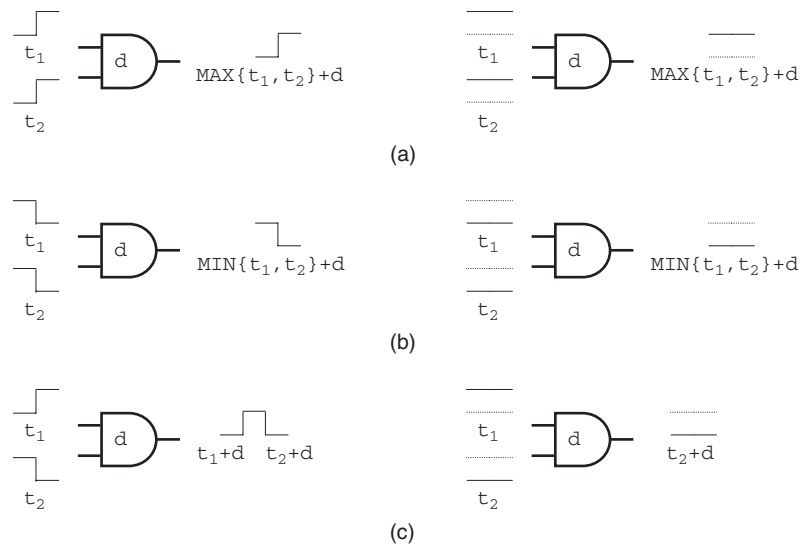 t₁ d MAX{t₁,t₂}+d t₂
t₁ d MAX{t₁,t₂}+d t₂
(a)
t₁ d MIN{t₁,t₂}+d t₂
t₁ d MIN{t₁,t₂}+d t₂
(b)
t₁ d t₁+d t₂+d t₂
t₁ d t₂+d t₂
(c)